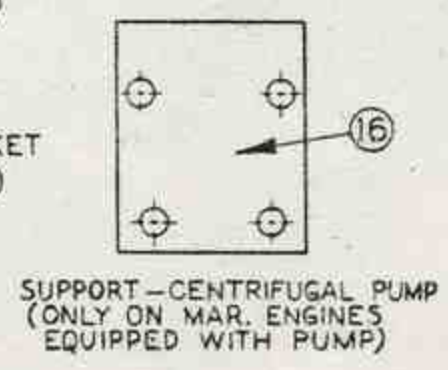 16
SUPPORT—CENTRIFUGAL PUMP
(ONLY ON MAR. ENGINES
EQUIPPED WITH PUMP)